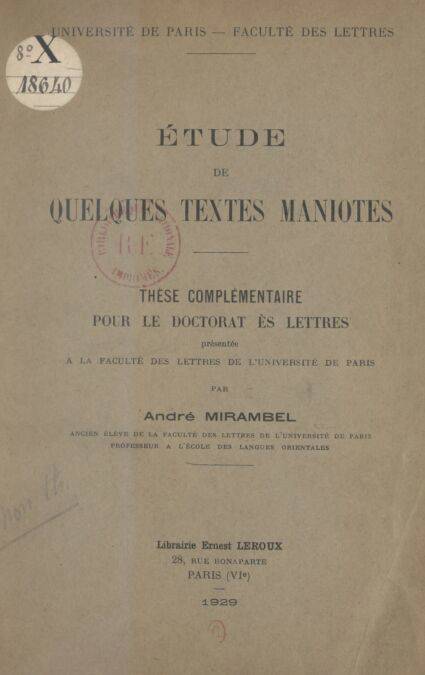 UNIVERSITÉ DE PARIS — FACULTÉ DES LETTRES
8º X
18640
ÉTUDE
DE
QUELQUES TEXTES MANIOTES
R F
THÈSE COMPLÉMENTAIRE
POUR LE DOCTORAT ÈS LETTRES
présentée
A LA FACULTÉ DES LETTRES DE L'UNIVERSITÉ DE PARIS
PAR
André MIRAMBEL
ANCIEN ÉLÈVE DE LA FACULTÉ DES LETTRES DE L'UNIVERSITÉ DE PARIS
PROFESSEUR A L'ÉCOLE DES LANGUES ORIENTALES
Librairie Ernest LEROUX
28, RUE BONAPARTE
PARIS (VIe)
1929